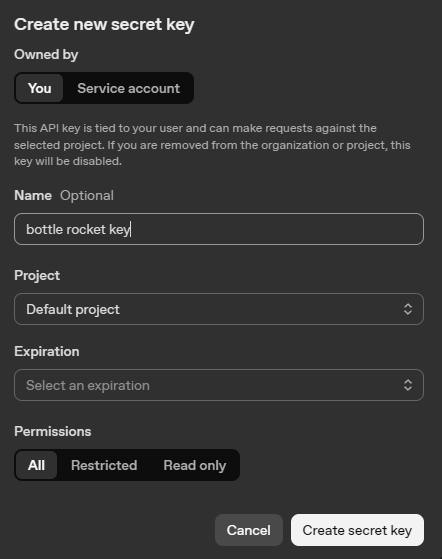 Create new secret key
Owned by
You Service account
This API key is tied to your user and can make requests against the
selected project. If you are removed from the organization or project, this
key will be disabled.
Name Optional
bottle rocket key
Project
Default project
Expiration
Select an expiration
Permissions
All Restricted Read only
Cancel Create secret key